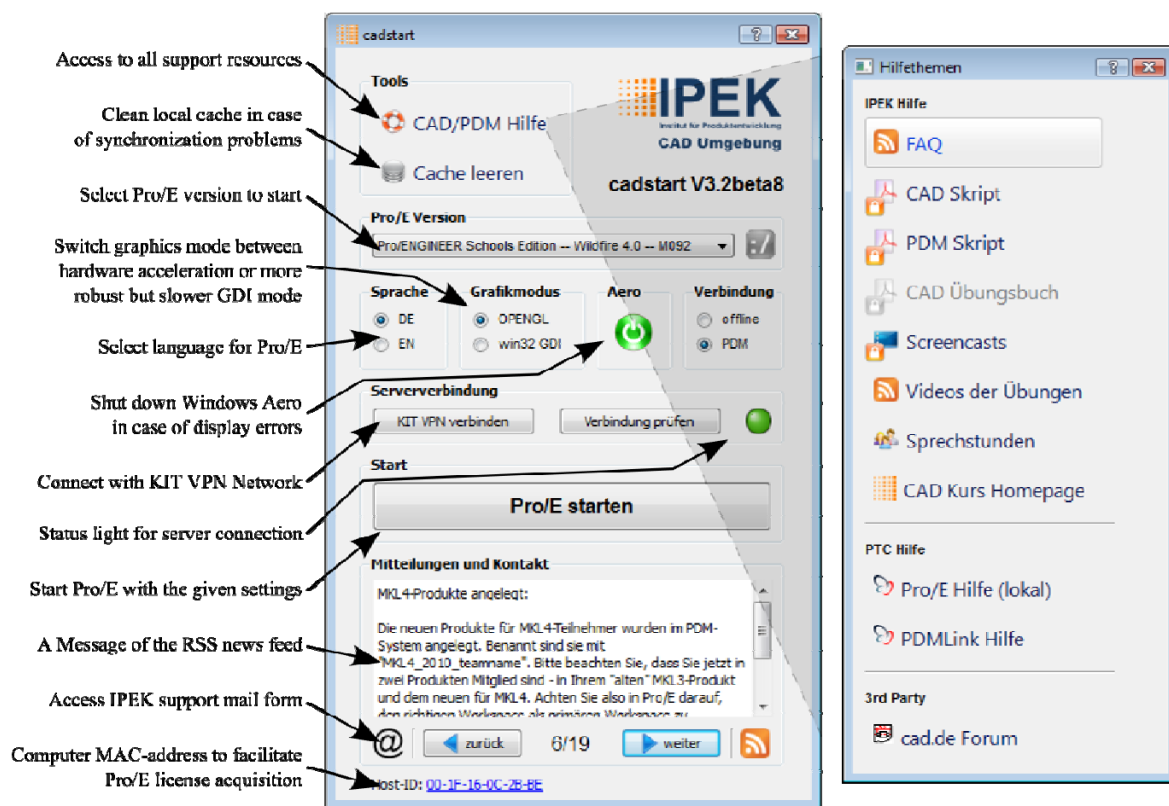 Access to all support resources
Clean local cache in case
of synchronization problems
Select Pro/E version to start
Switch graphics mode between
hardware acceleration or more
robust but slower GDI mode
Select language for Pro/E
Shut down Windows Aero
in case of display errors
Connect with KIT VPN Network
Status light for server connection
Start Pro/E with the given settings
A Message of the RSS news feed
Access IPEK support mail form
Computer MAC-address to facilitate
Pro/E license acquisition
cadstart
Tools
CAD/PDM Hilfe
Cache leeren
IPEK
Institut für Produktentwicklung
CAD Umgebung
cadstart V3.2beta8
Pro/E Version
Pro/ENGINEER Schools Edition -- Wildfire 4.0 -- M092
Sprache
DE
EN
Grafikmodus
OPENGL
win32 GDI
Aero
Verbindung
offline
PDM
Serververbindung
KIT VPN verbinden
Verbindung prüfen
Start
Pro/E starten
Mitteilungen und Kontakt
MKL4-Produkte angelegt:
Die neuen Produkte für MKL4-Teilnehmer wurden im PDM-
System angelegt. Benannt sind sie mit
"MKL4_2010_teamname". Bitte beachten Sie, dass Sie jetzt in
zwei Produkten Mitglied sind - in Ihrem "alten" MKL3-Produkt
und dem neuen für MKL4. Achten Sie also in Pro/E darauf,
den richtigen Workspace als primären Workspace zu
@
zurück
6/19
weiter
Host-ID: 00-1F-16-0C-2B-BE
Hilfethemen
IPEK Hilfe
FAQ
CAD Skript
PDM Skript
CAD Übungsbuch
Screencasts
Videos der Übungen
Sprechstunden
CAD Kurs Homepage
PTC Hilfe
Pro/E Hilfe (lokal)
PDMLink Hilfe
3rd Party
cad.de Forum